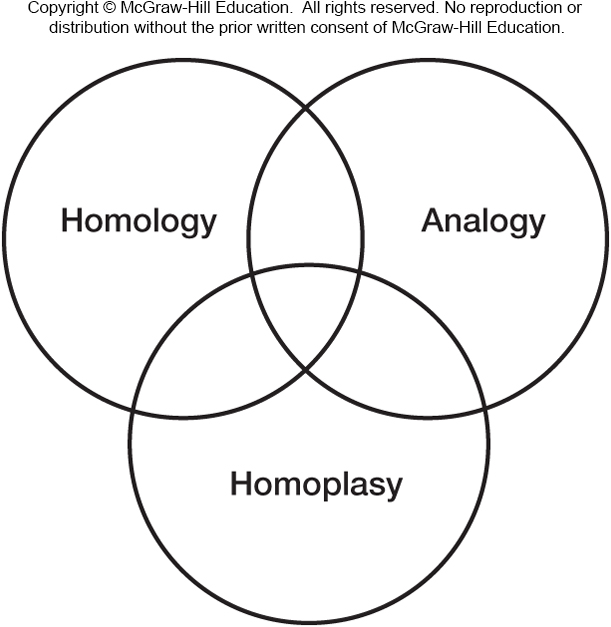 Copyright © McGraw-Hill Education.  All rights reserved. No reproduction or
distribution without the prior written consent of McGraw-Hill Education.
Homology
Analogy
Homoplasy